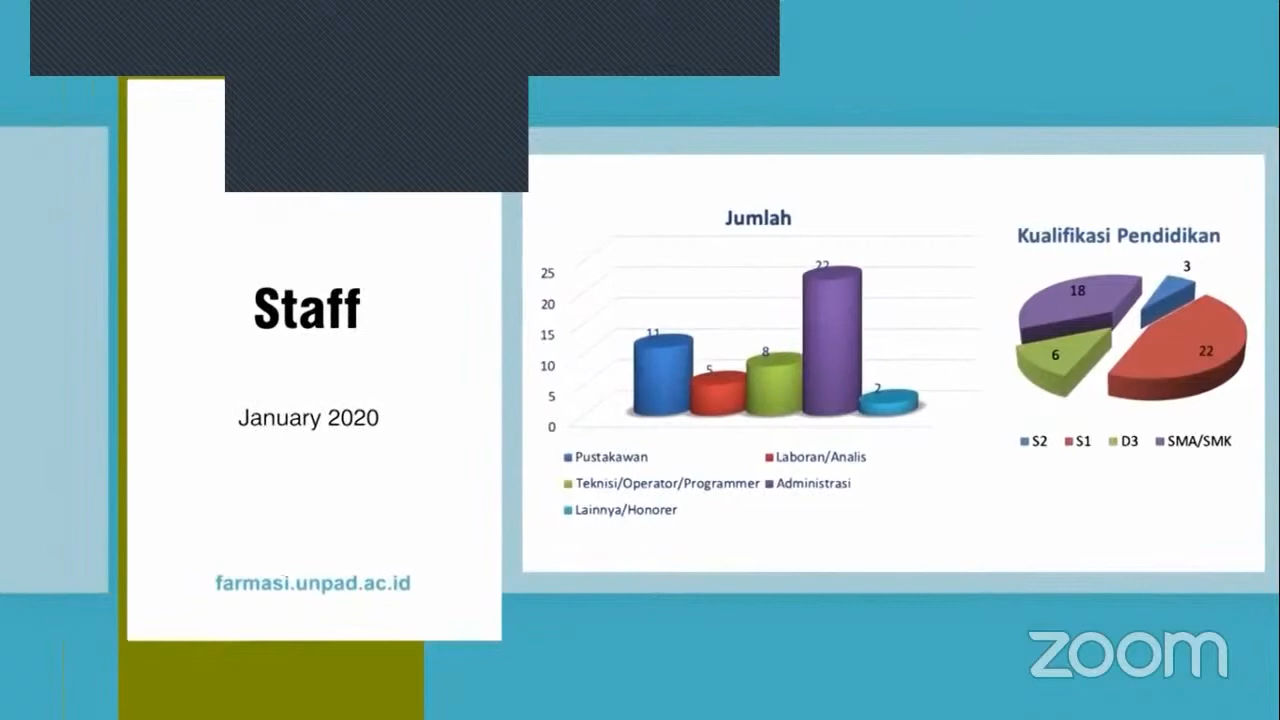 Staff
January 2020
farmasi.unpad.ac.id
Jumlah
25
20
15
10
5
0
11
5
8
22
2
Pustakawan
Laboran/Analis
Teknisi/Operator/Programmer
Administrasi
Lainnya/Honorer
Kualifikasi Pendidikan
3
18
22
6
S2 S1 D3 SMA/SMK
zoom